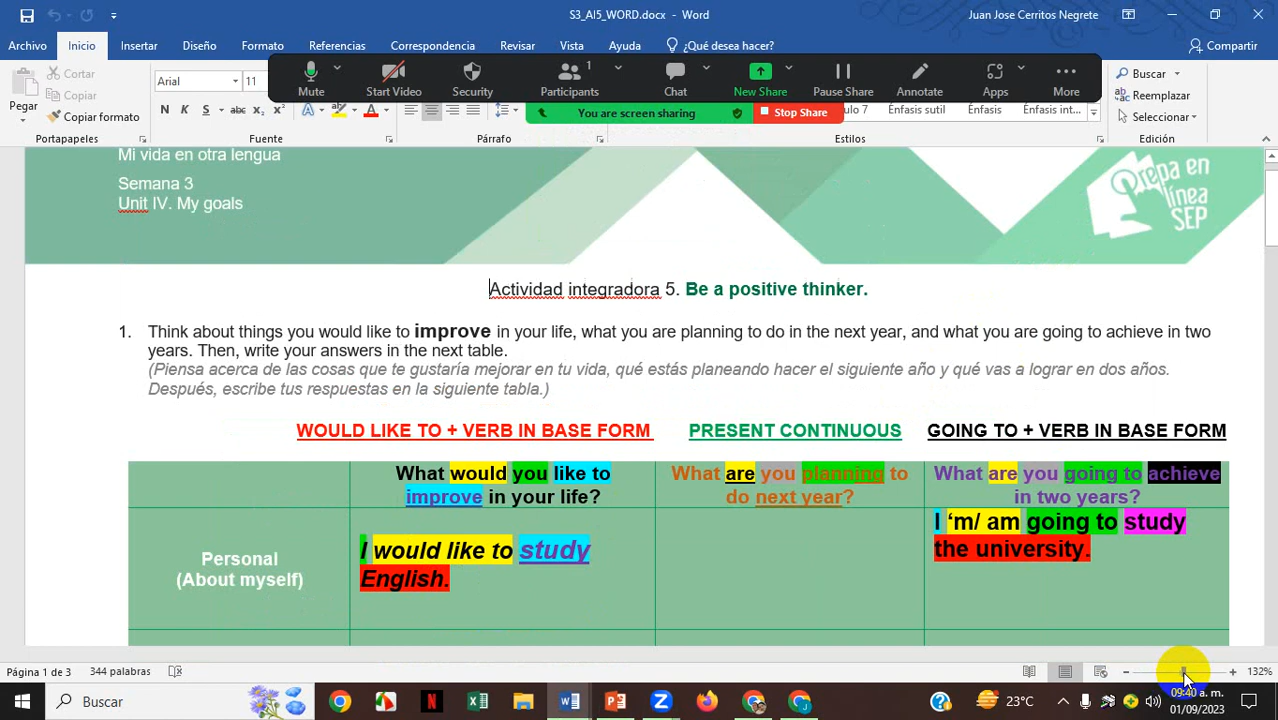 S3_AI5_WORD.docx - Word
Juan Jose Cerritos Negrete
Archivo Inicio Insertar Diseño Formato Referencias Correspondencia Revisar Vista Ayuda ¿Qué desea hacer? Compartir
Pegar
Cortar
Copiar
Copiar formato
Portapapeles
Arial 11
N K S abc X
Fuente
Párrafo
Mute Start Video Security Participants 1 Chat New Share Pause Share Annotate Apps More
You are screen sharing Stop Share
ulo 7 Énfasis sutil Énfasis Énfasis int...
Estilos
Buscar
Reemplazar
Seleccionar
Edición
Mi vida en otra lengua
Semana 3
Unit IV. My goals
Prepa en
línea
SEP
Actividad integradora 5. Be a positive thinker.
1. Think about things you would like to improve in your life, what you are planning to do in the next year, and what you are going to achieve in two
years. Then, write your answers in the next table.
(Piensa acerca de las cosas que te gustaría mejorar en tu vida, qué estás planeando hacer el siguiente año y qué vas a lograr en dos años.
Después, escribe tus respuestas en la siguiente tabla.)
WOULD LIKE TO + VERB IN BASE FORM PRESENT CONTINUOUS GOING TO + VERB IN BASE FORM
What would you like to
improve in your life?
What are you planning to
do next year?
What are you going to achieve
in two years?
Personal
(About myself)
I would like to study
English.
I ‘m/ am going to study
the university.
Página 1 de 3 344 palabras 132%
Buscar
23°C
09:40 a. m.
01/09/2023